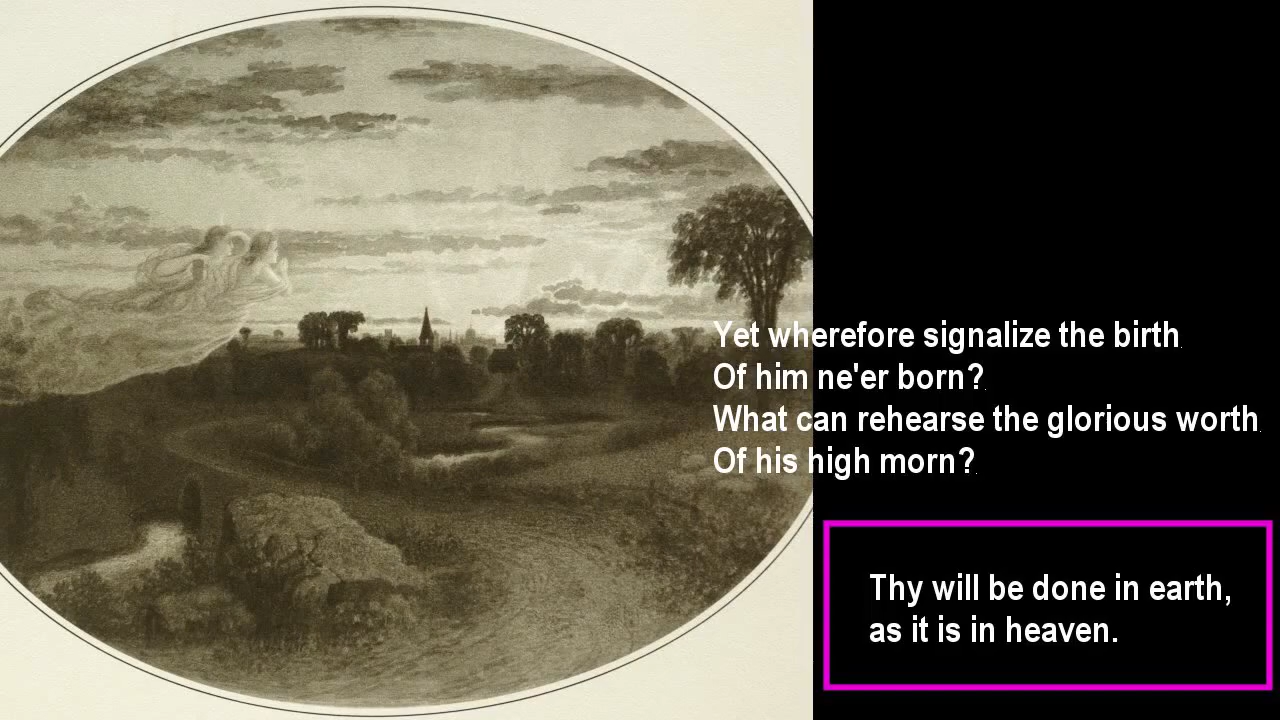 Yet wherefore signalize the birth
Of him ne'er born?
What can rehearse the glorious worth
Of his high morn?
Thy will be done in earth,
as it is in heaven.